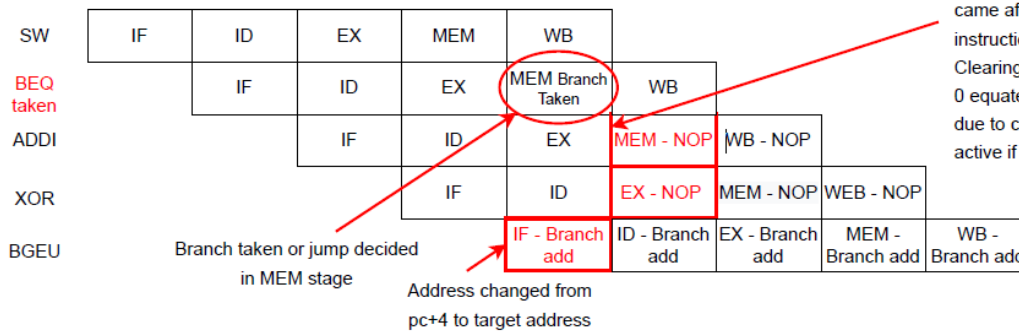 came af
instructi
Clearing
0 equate
due to c
active if
SW IF ID EX MEM WB
BEQ taken IF ID EX MEM Branch Taken WB
ADDI IF ID EX MEM - NOP WB - NOP
XOR IF ID EX - NOP MEM - NOP WEB - NOP
BGEU IF - Branch add ID - Branch add EX - Branch add MEM - Branch add WB - Branch add
Branch taken or jump decided
in MEM stage
Address changed from
pc+4 to target address